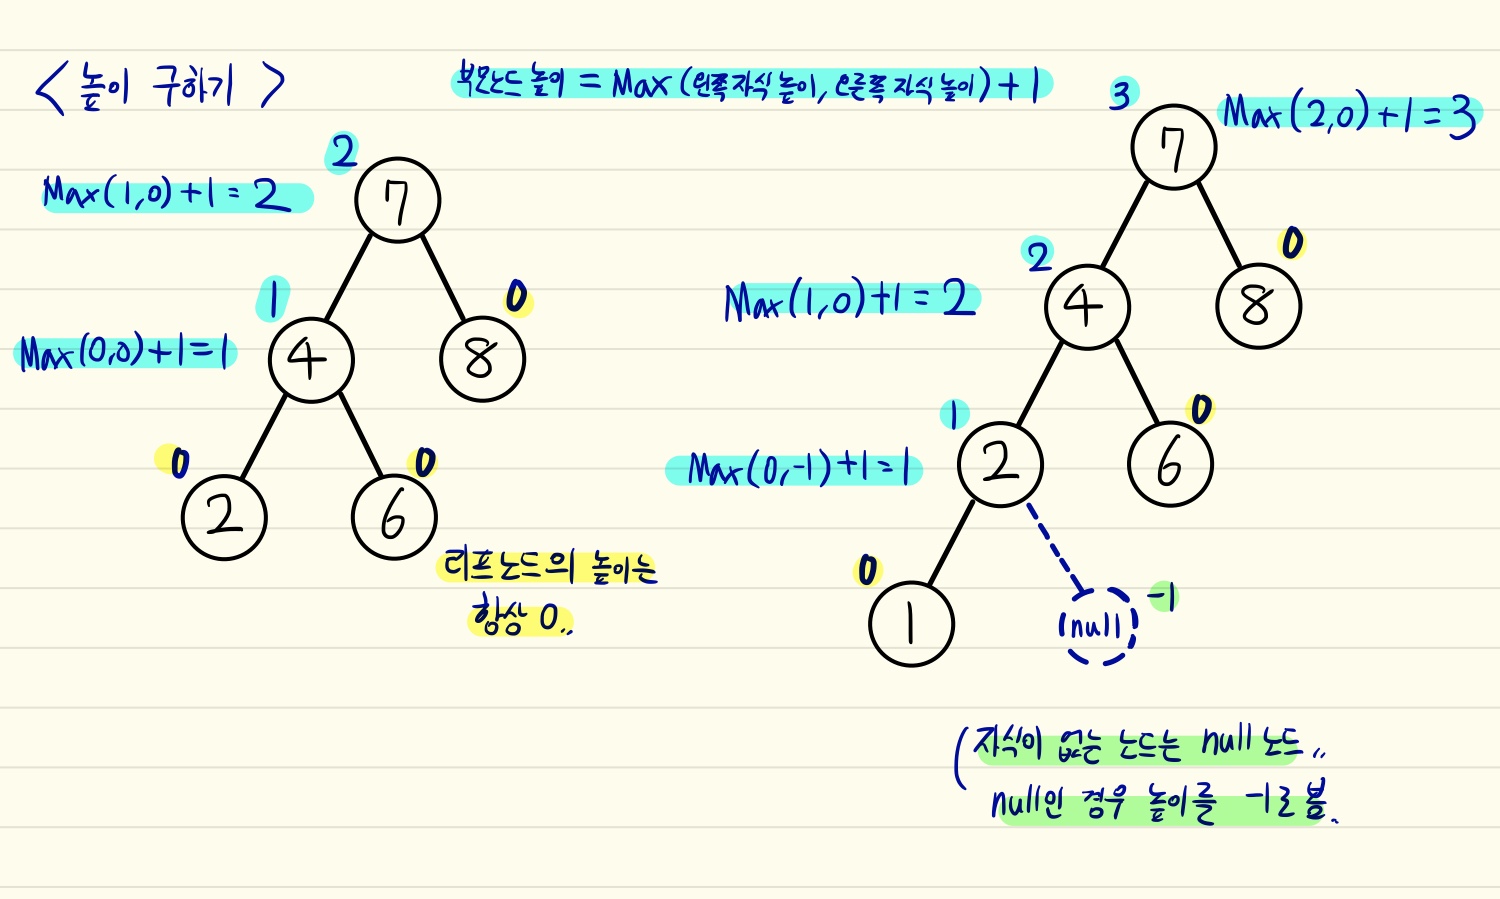 < 높이 구하기 >
부모노드 높이 = Max (왼쪽 자식 높이, 오른쪽 자식 높이) + 1
2
7
Max(1,0)+1=2
1
0
Max(0,0)+1=1
4
8
0
0
2
6
리프노드의 높이는
항상 0..
3
7
Max(2,0)+1=3
2
0
Max(1,0)+1=2
4
8
1
0
Max(0,-1)+1=1
2
6
0
-1
1
null
(자식이 없는 노드는 null 노드..
null인 경우 높이를 -1로 봄.